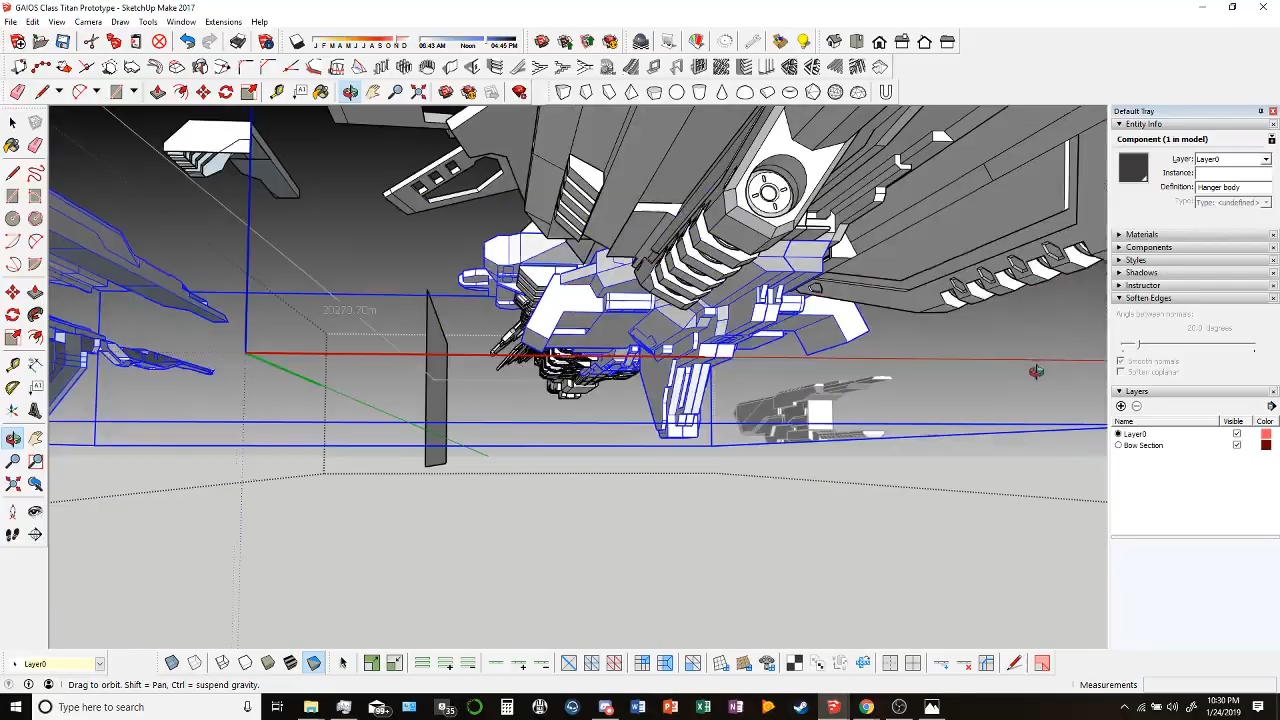 GAIOS Class Titan Prototype - SketchUp Make 2017
File Edit View Camera Draw Tools Window Extensions Help
J F M A M J J A S O N D 06:43 AM Noon 04:45 PM
Default Tray
Entity Info
Component (1 in model)
Layer: Layer0
Instance:
Definition: Hanger body
Type: Type: <undefined>
Materials
Components
Styles
Shadows
Instructor
Soften Edges
Angle between normals:
20.0 degrees
Smooth normals
Soften coplanar
Layers
Name Visible Color
Layer0
Bow Section
20270.70m
Layer0
Drag to orbit. Shift = Pan, Ctrl = suspend gravity.
Measurements
Type here to search
99+
35
10:30 PM
1/24/2019